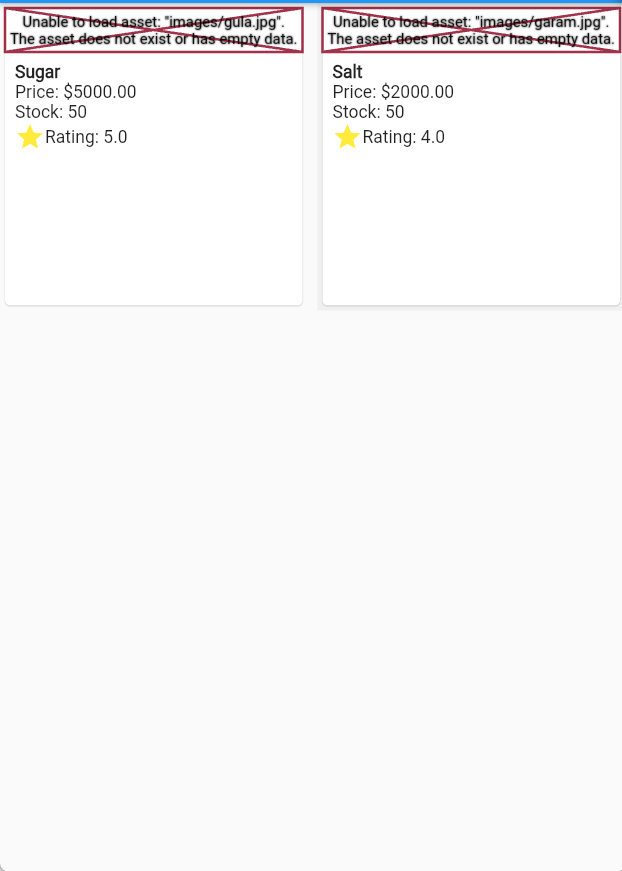 Unable to load asset: "images/gula.jpg".
The asset does not exist or has empty data.
Sugar
Price: $5000.00
Stock: 50
Rating: 5.0
Unable to load asset: "images/garam.jpg".
The asset does not exist or has empty data.
Salt
Price: $2000.00
Stock: 50
Rating: 4.0